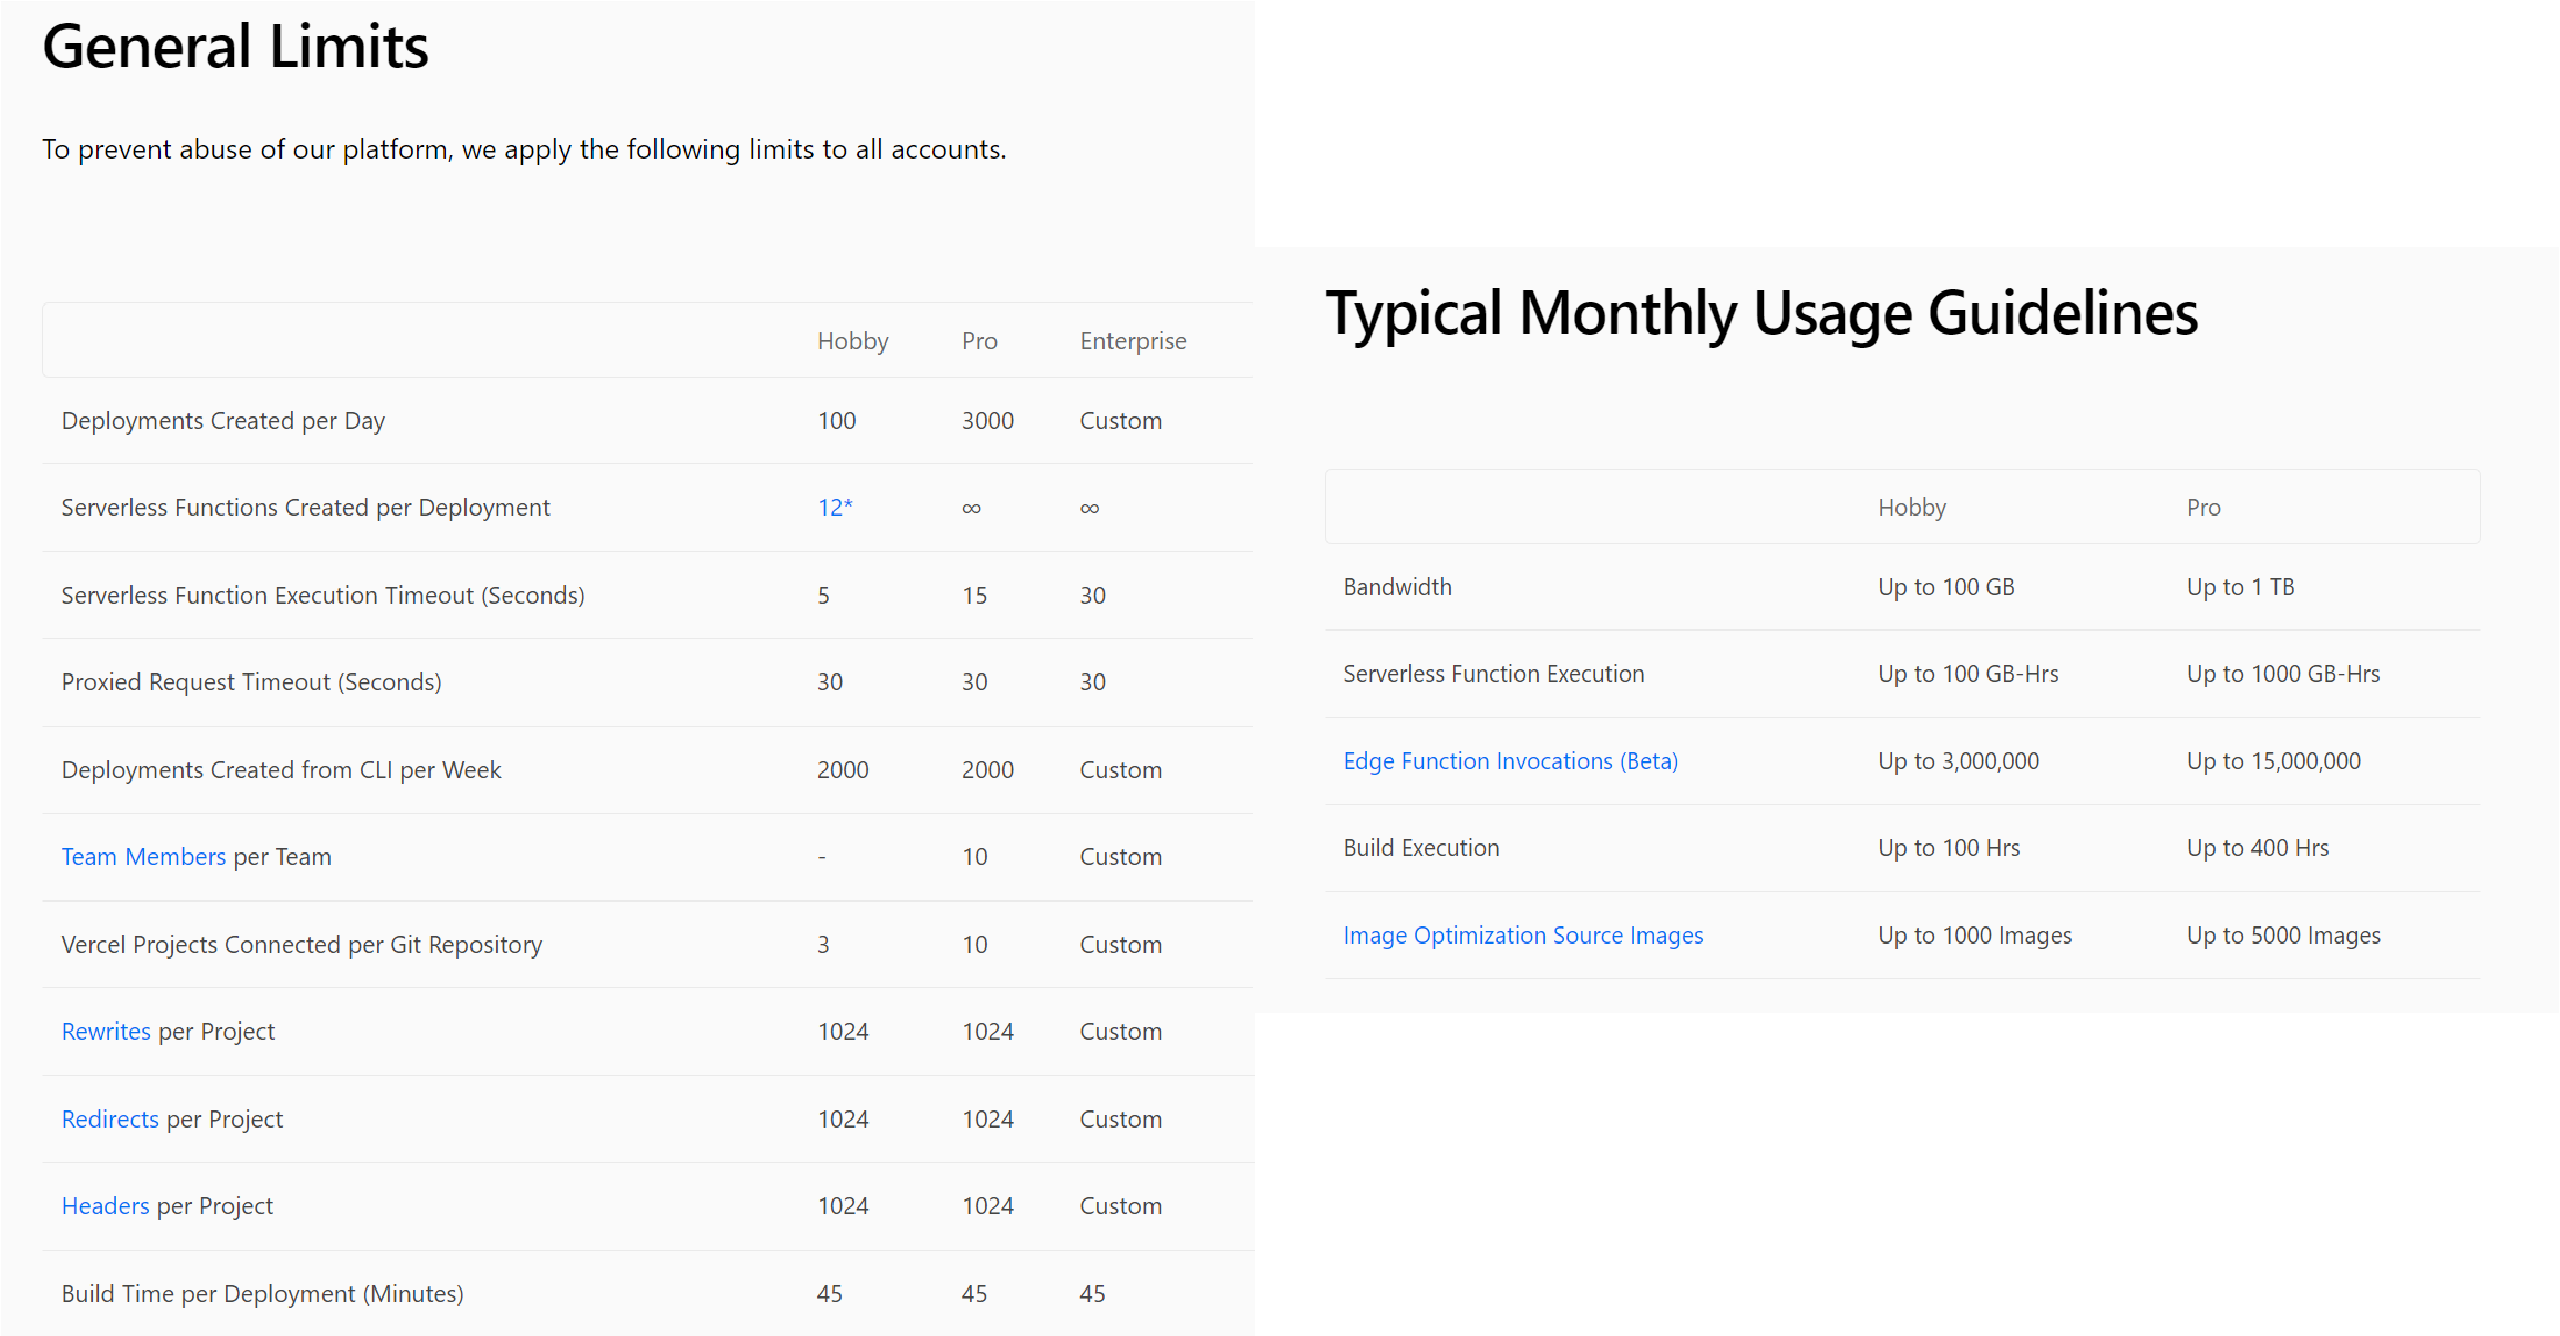 General Limits
To prevent abuse of our platform, we apply the following limits to all accounts.
Hobby Pro Enterprise
Deployments Created per Day 100 3000 Custom
Serverless Functions Created per Deployment 12* ∞ ∞
Serverless Function Execution Timeout (Seconds) 5 15 30
Proxied Request Timeout (Seconds) 30 30 30
Deployments Created from CLI per Week 2000 2000 Custom
Team Members per Team - 10 Custom
Vercel Projects Connected per Git Repository 3 10 Custom
Rewrites per Project 1024 1024 Custom
Redirects per Project 1024 1024 Custom
Headers per Project 1024 1024 Custom
Build Time per Deployment (Minutes) 45 45 45
Typical Monthly Usage Guidelines
Hobby Pro
Bandwidth Up to 100 GB Up to 1 TB
Serverless Function Execution Up to 100 GB-Hrs Up to 1000 GB-Hrs
Edge Function Invocations (Beta) Up to 3,000,000 Up to 15,000,000
Build Execution Up to 100 Hrs Up to 400 Hrs
Image Optimization Source Images Up to 1000 Images Up to 5000 Images